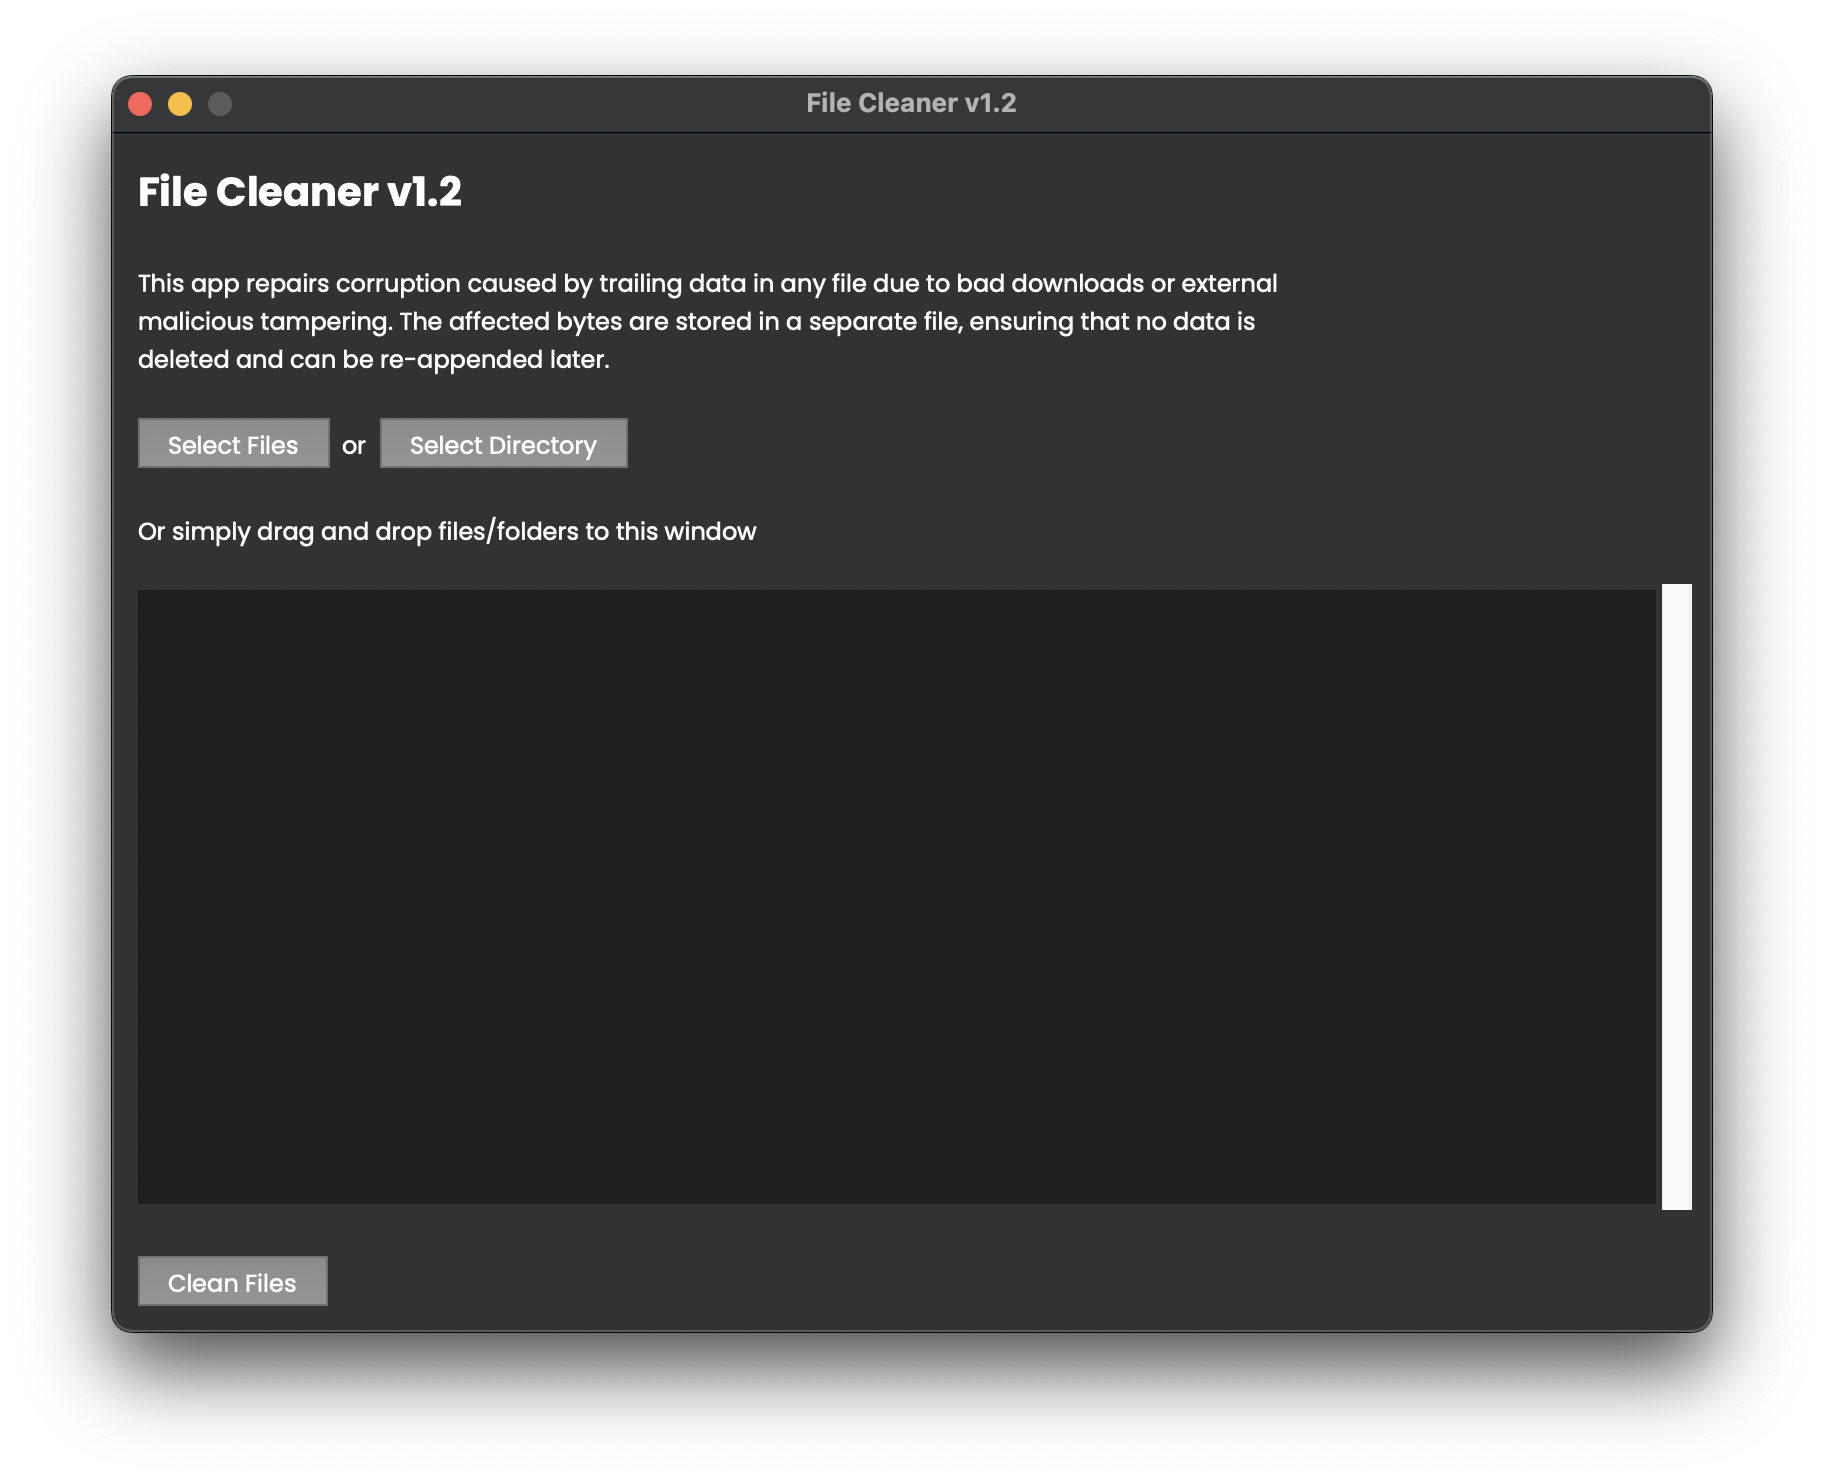 File Cleaner v1.2
File Cleaner v1.2
This app repairs corruption caused by trailing data in any file due to bad downloads or external
malicious tampering. The affected bytes are stored in a separate file, ensuring that no data is
deleted and can be re-appended later.
Select Files or Select Directory
Or simply drag and drop files/folders to this window
Clean Files